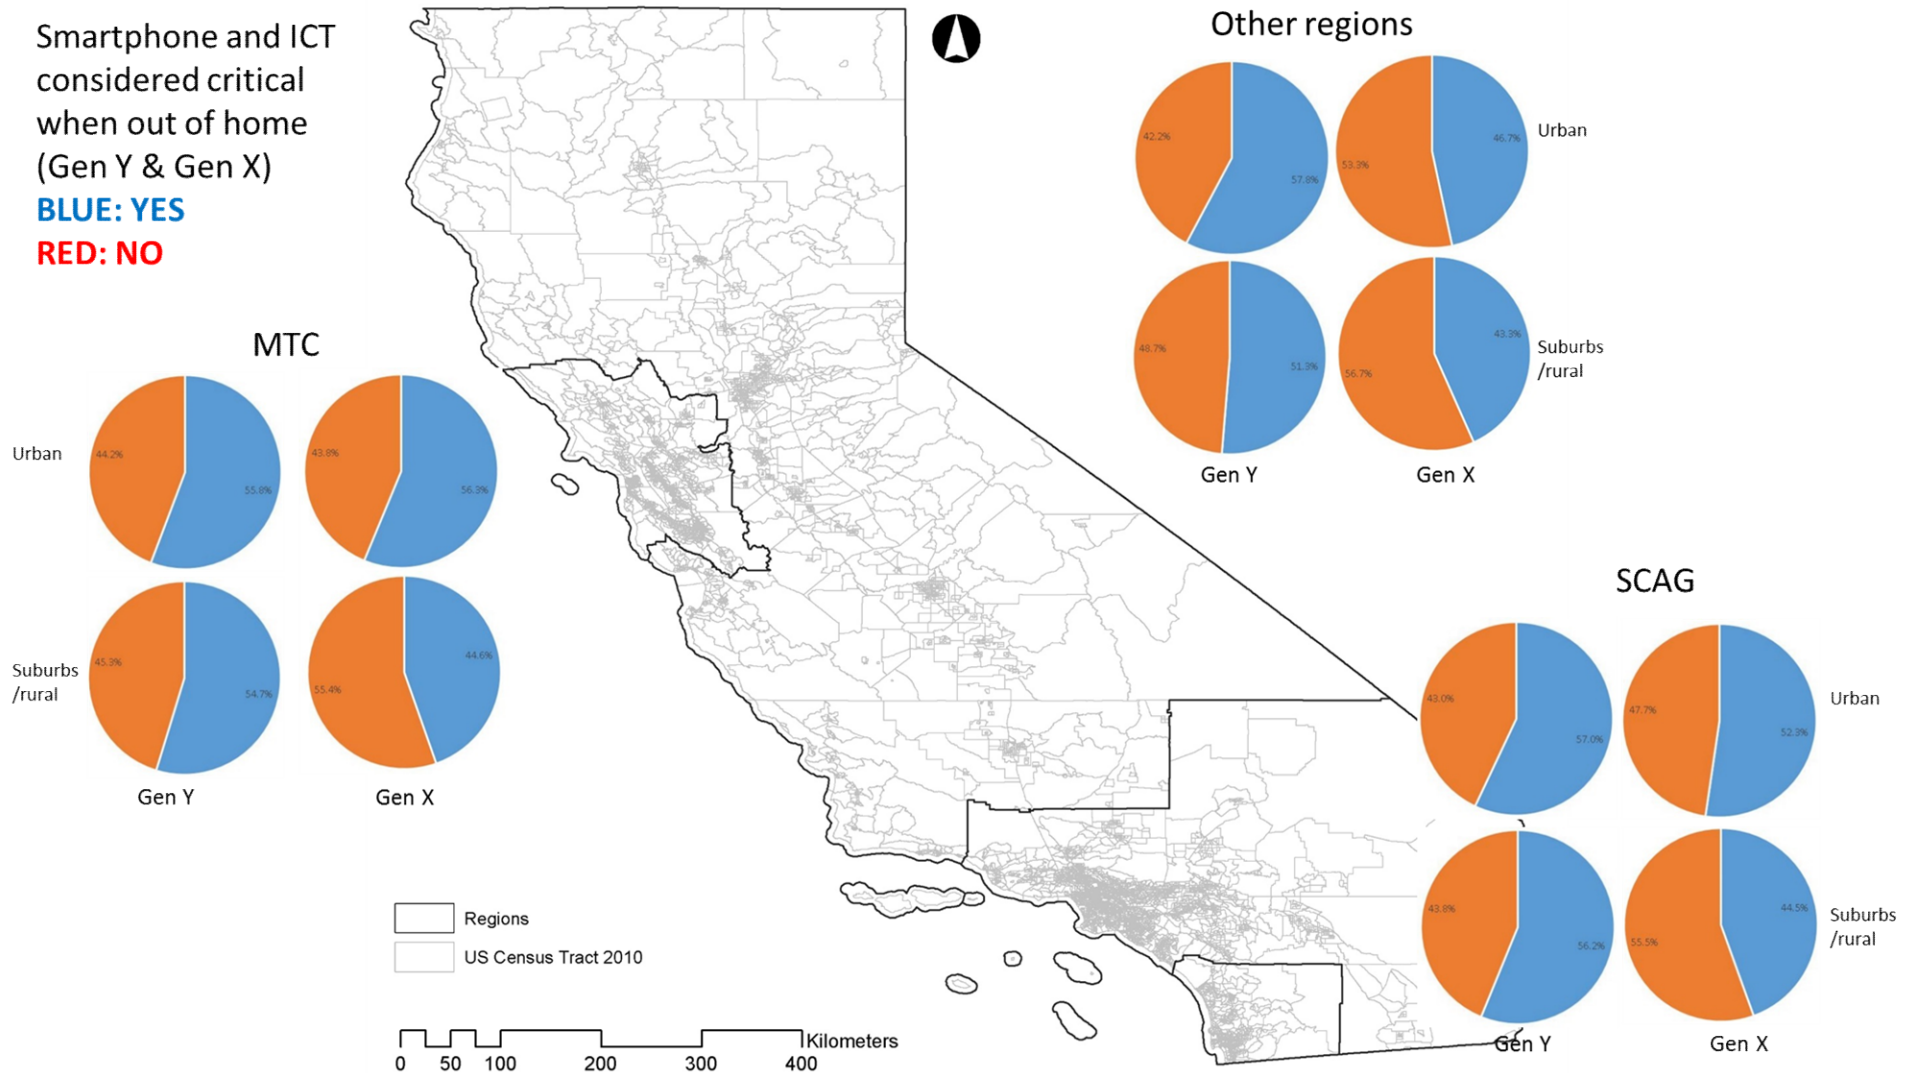 Smartphone and ICT
considered critical
when out of home
(Gen Y & Gen X)
BLUE: YES
RED: NO
Other regions
42.2%
57.8%
53.3%
46.7%
Urban
48.7%
51.3%
56.7%
43.3%
Suburbs
/rural
Gen Y
Gen X
MTC
Urban
44.2%
55.8%
43.8%
56.3%
Suburbs
/rural
45.3%
54.7%
55.4%
44.6%
Gen Y
Gen X
SCAG
43.0%
57.0%
47.7%
52.3%
Urban
43.8%
56.2%
55.5%
44.5%
Suburbs
/rural
Gen Y
Gen X
Regions
US Census Tract 2010
Kilometers
0 50 100 200 300 400